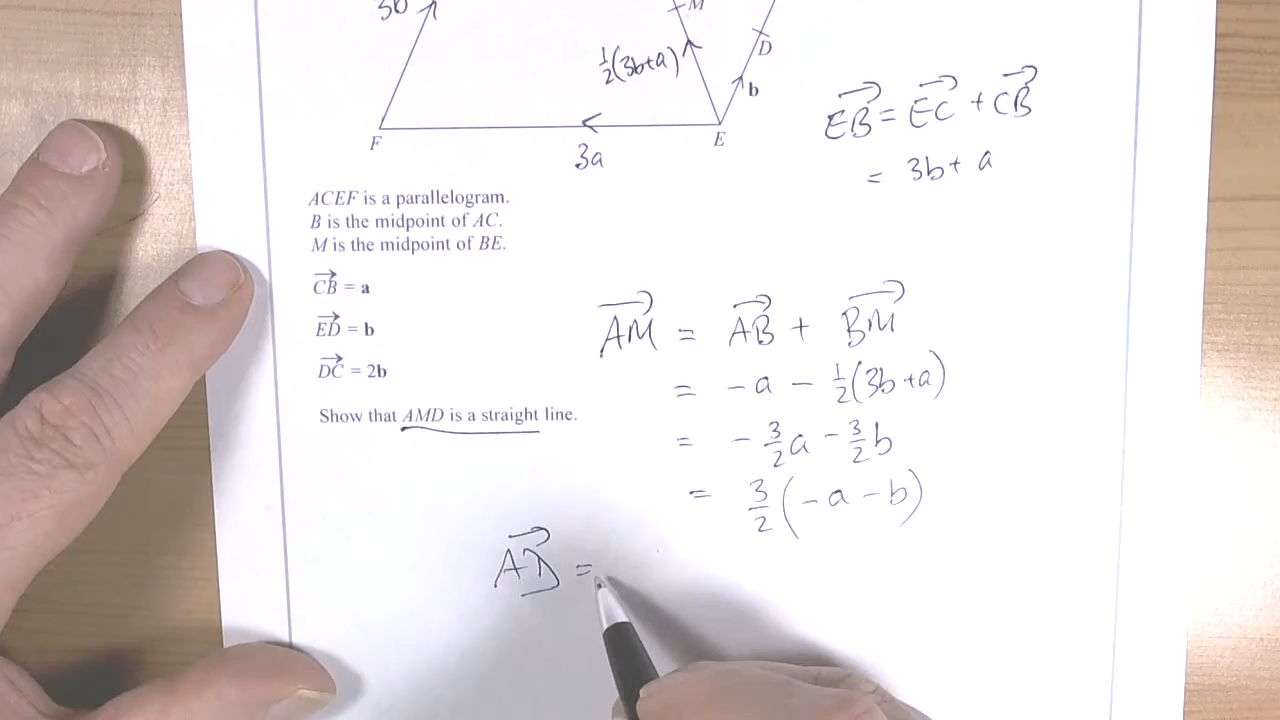 3b
M
½(3b+a)
D
b
F
E
3a
EB = EC + CB
= 3b + a
ACEF is a parallelogram.
B is the midpoint of AC.
M is the midpoint of BE.
CB = a
ED = b
DC = 2b
Show that AMD is a straight line.
AM = AB + BM
= -a - ½(3b+a)
= -3/2a - 3/2b
= 3/2(-a - b)
AD =